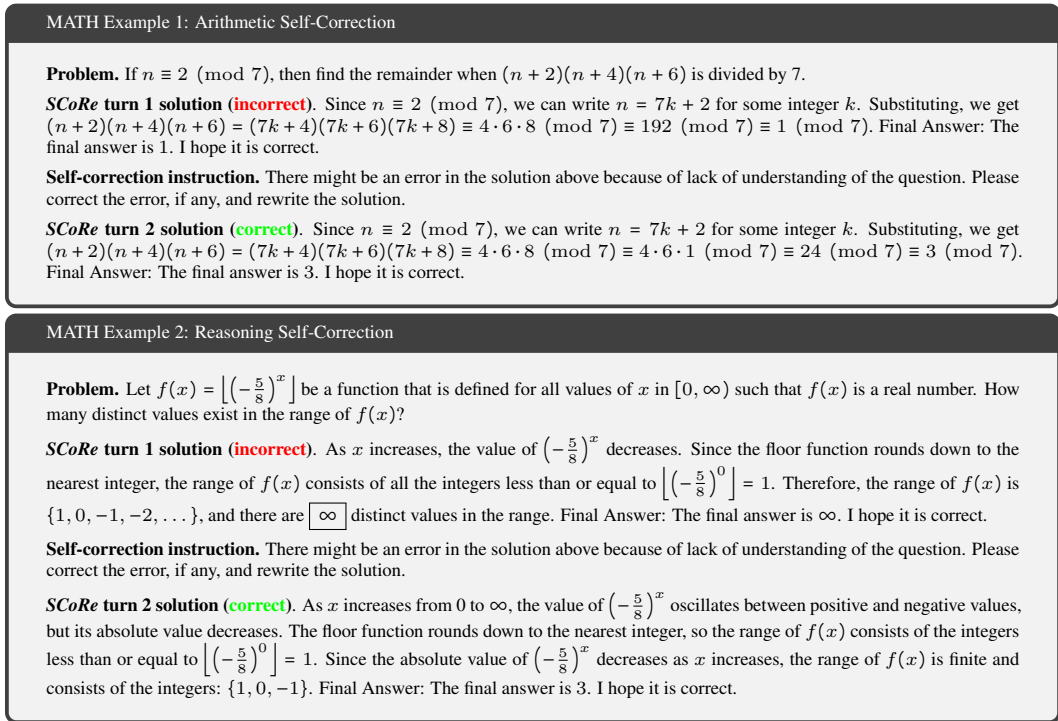 MATH Example 1: Arithmetic Self-Correction
Problem. If n ≡ 2 (mod 7), then find the remainder when (n + 2)(n + 4)(n + 6) is divided by 7.
SCoRe turn 1 solution (incorrect). Since n ≡ 2 (mod 7), we can write n = 7k + 2 for some integer k. Substituting, we get
(n + 2)(n + 4)(n + 6) = (7k + 4)(7k + 6)(7k + 8) ≡ 4 · 6 · 8 (mod 7) ≡ 192 (mod 7) ≡ 1 (mod 7). Final Answer: The
final answer is 1. I hope it is correct.
Self-correction instruction. There might be an error in the solution above because of lack of understanding of the question. Please
correct the error, if any, and rewrite the solution.
SCoRe turn 2 solution (correct). Since n ≡ 2 (mod 7), we can write n = 7k + 2 for some integer k. Substituting, we get
(n + 2)(n + 4)(n + 6) = (7k + 4)(7k + 6)(7k + 8) ≡ 4 · 6 · 8 (mod 7) ≡ 4 · 6 · 1 (mod 7) ≡ 24 (mod 7) ≡ 3 (mod 7).
Final Answer: The final answer is 3. I hope it is correct.
MATH Example 2: Reasoning Self-Correction
Problem. Let f(x) = ⌊(−5/8)^x⌋ be a function that is defined for all values of x in [0, ∞) such that f(x) is a real number. How
many distinct values exist in the range of f(x)?
SCoRe turn 1 solution (incorrect). As x increases, the value of (−5/8)^x decreases. Since the floor function rounds down to the
nearest integer, the range of f(x) consists of all the integers less than or equal to ⌊(−5/8)^0⌋ = 1. Therefore, the range of f(x) is
{1, 0, −1, −2, . . . }, and there are ∞ distinct values in the range. Final Answer: The final answer is ∞. I hope it is correct.
Self-correction instruction. There might be an error in the solution above because of lack of understanding of the question. Please
correct the error, if any, and rewrite the solution.
SCoRe turn 2 solution (correct). As x increases from 0 to ∞, the value of (−5/8)^x oscillates between positive and negative values,
but its absolute value decreases. The floor function rounds down to the nearest integer, so the range of f(x) consists of the integers
less than or equal to ⌊(−5/8)^0⌋ = 1. Since the absolute value of (−5/8)^x decreases as x increases, the range of f(x) is finite and
consists of the integers: {1, 0, −1}. Final Answer: The final answer is 3. I hope it is correct.